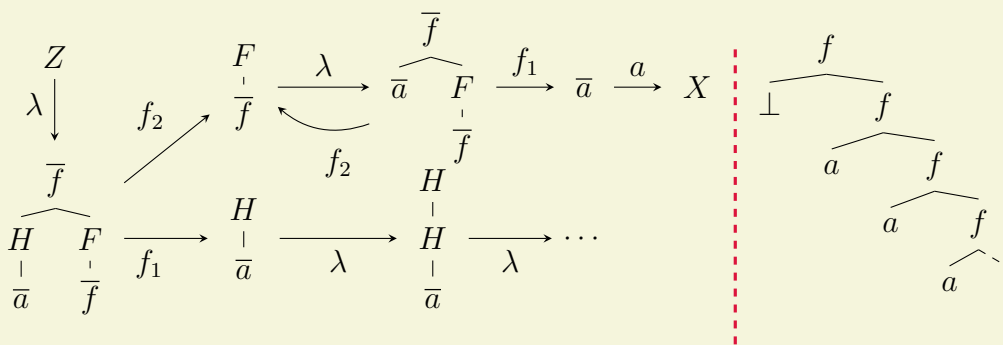 f̅
f
Z F
λ f₁ a
λ a̅ F a̅ X
f₂ f̅ ⊥ f
f₂ f̅
f̅ a f
H
H
H F H ⋯ a f
f₁ λ λ
a̅ f̅ a̅ a̅ a